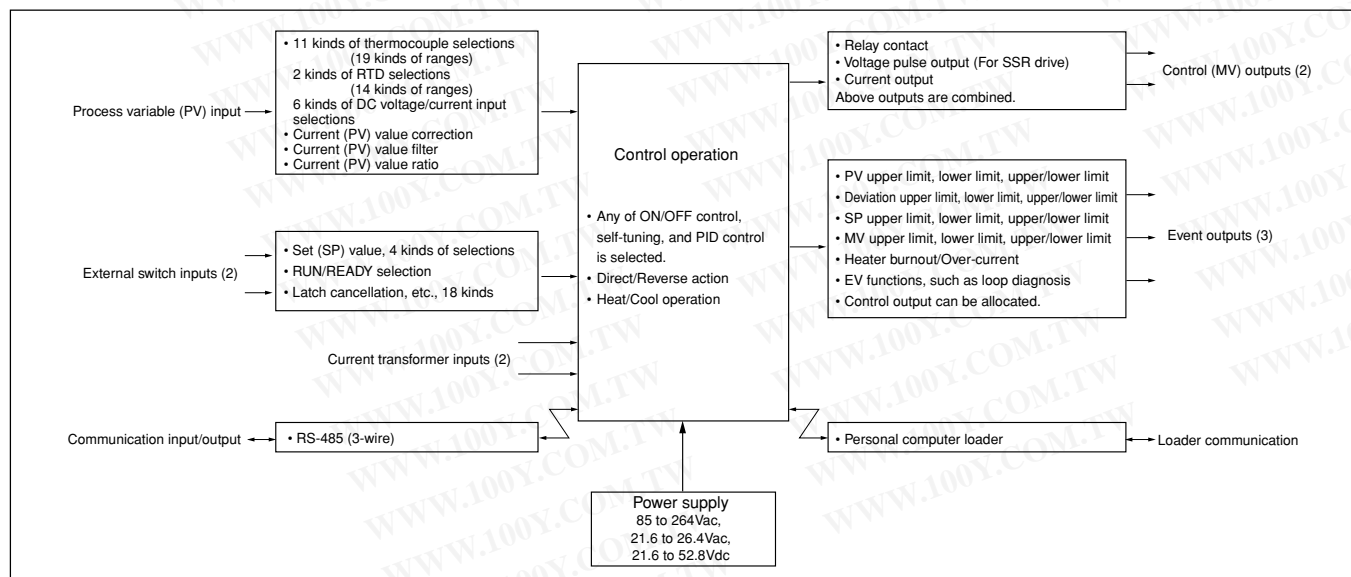 • 11 kinds of thermocouple selections
(19 kinds of ranges)
2 kinds of RTD selections
(14 kinds of ranges)
6 kinds of DC voltage/current input
selections
• Current (PV) value correction
• Current (PV) value filter
• Current (PV) value ratio
Process variable (PV) input
• Set (SP) value, 4 kinds of selections
• RUN/READY selection
• Latch cancellation, etc., 18 kinds
External switch inputs (2)
Current transformer inputs (2)
Communication input/output
• RS-485 (3-wire)
Control operation
• Any of ON/OFF control,
self-tuning, and PID control
is selected.
• Direct/Reverse action
• Heat/Cool operation
Power supply
85 to 264Vac,
21.6 to 26.4Vac,
21.6 to 52.8Vdc
• Relay contact
• Voltage pulse output (For SSR drive)
• Current output
Above outputs are combined.
Control (MV) outputs (2)
• PV upper limit, lower limit, upper/lower limit
• Deviation upper limit, lower limit, upper/lower limit
• SP upper limit, lower limit, upper/lower limit
• MV upper limit, lower limit, upper/lower limit
• Heater burnout/Over-current
• EV functions, such as loop diagnosis
• Control output can be allocated.
Event outputs (3)
• Personal computer loader
Loader communication
WWW.100Y.COM.TW